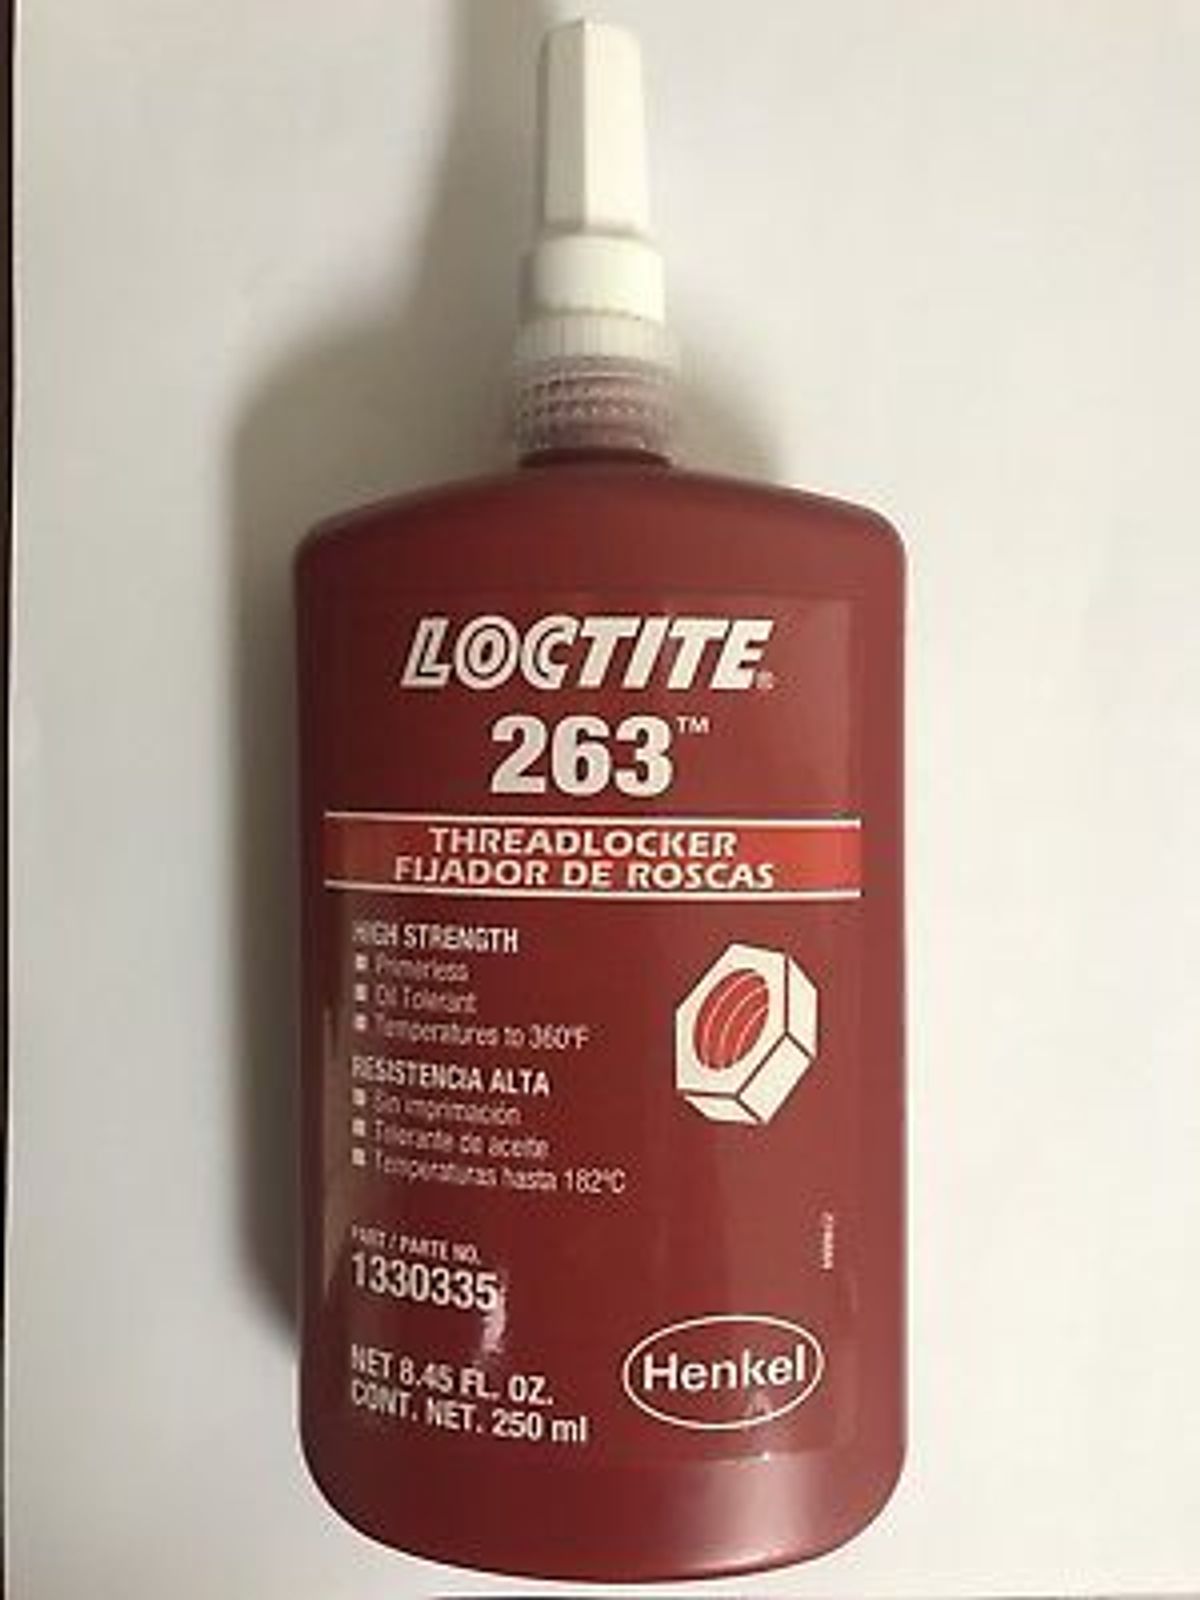 LOCTITE®
263™
THREADLOCKER
FIJADOR DE ROSCAS
HIGH STRENGTH
■ Primerless
■ Oil Tolerant
■ Temperatures to 360°F
RESISTENCIA ALTA
■ Sin imprimación
■ Tolerante de aceite
■ Temperaturas hasta 182°C
PART / PARTE NO.
1330335
NET 8.45 FL. OZ.
CONT. NET. 250 ml
Henkel